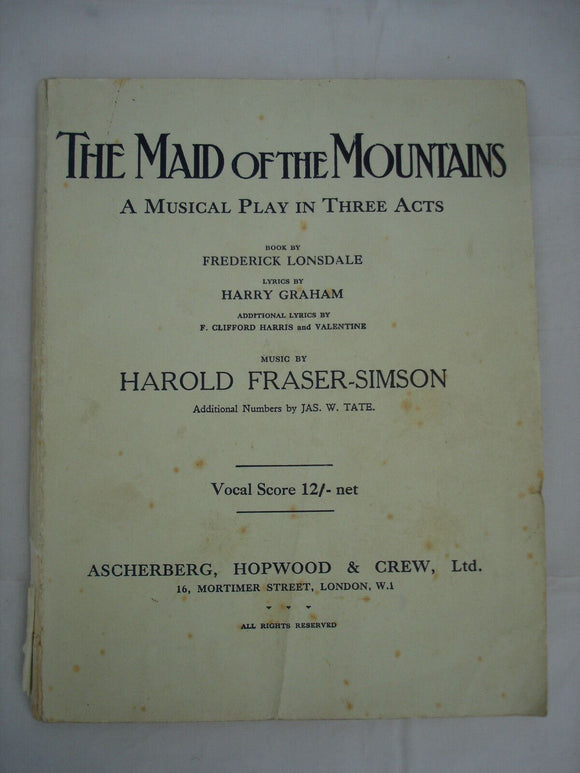 THE MAID OF THE MOUNTAINS
A MUSICAL PLAY IN THREE ACTS
BOOK BY
FREDERICK LONSDALE
LYRICS BY
HARRY GRAHAM
ADDITIONAL LYRICS BY
F. CLIFFORD HARRIS and VALENTINE
MUSIC BY
HAROLD FRASER-SIMSON
Additional Numbers by JAS. W. TATE.
Vocal Score 12/- net
ASCHERBERG, HOPWOOD & CREW, Ltd.
16, MORTIMER STREET, LONDON, W.1
ALL RIGHTS RESERVED